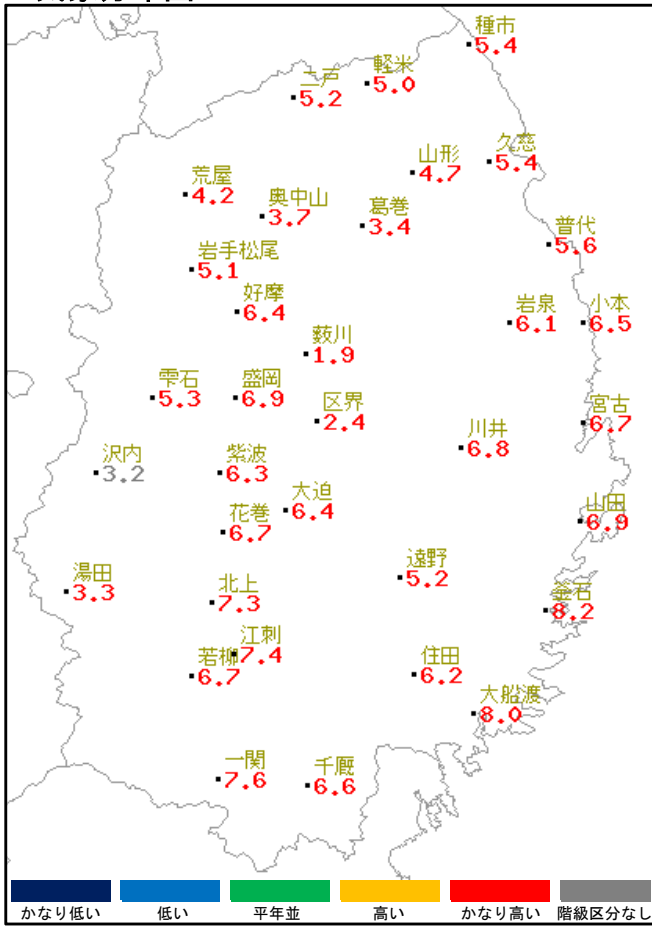 種市
5.4
軽米
5.0
二戸
5.2
久慈
5.4
山形
4.7
荒屋
4.2
奥中山
3.7
葛巻
3.4
普代
5.6
岩手松尾
5.1
好摩
6.4
岩泉
6.1
小本
6.5
薮川
1.9
雫石
5.3
盛岡
6.9
区界
2.4
宮古
6.7
川井
6.8
沢内
3.2
紫波
6.3
大迫
6.4
花巻
6.7
山田
6.9
湯田
3.3
北上
7.3
遠野
5.2
釜石
8.2
江刺
7.4
若柳
6.7
住田
6.2
大船渡
8.0
一関
7.6
千厩
6.6
かなり低い 低い 平年並 高い かなり高い 階級区分なし